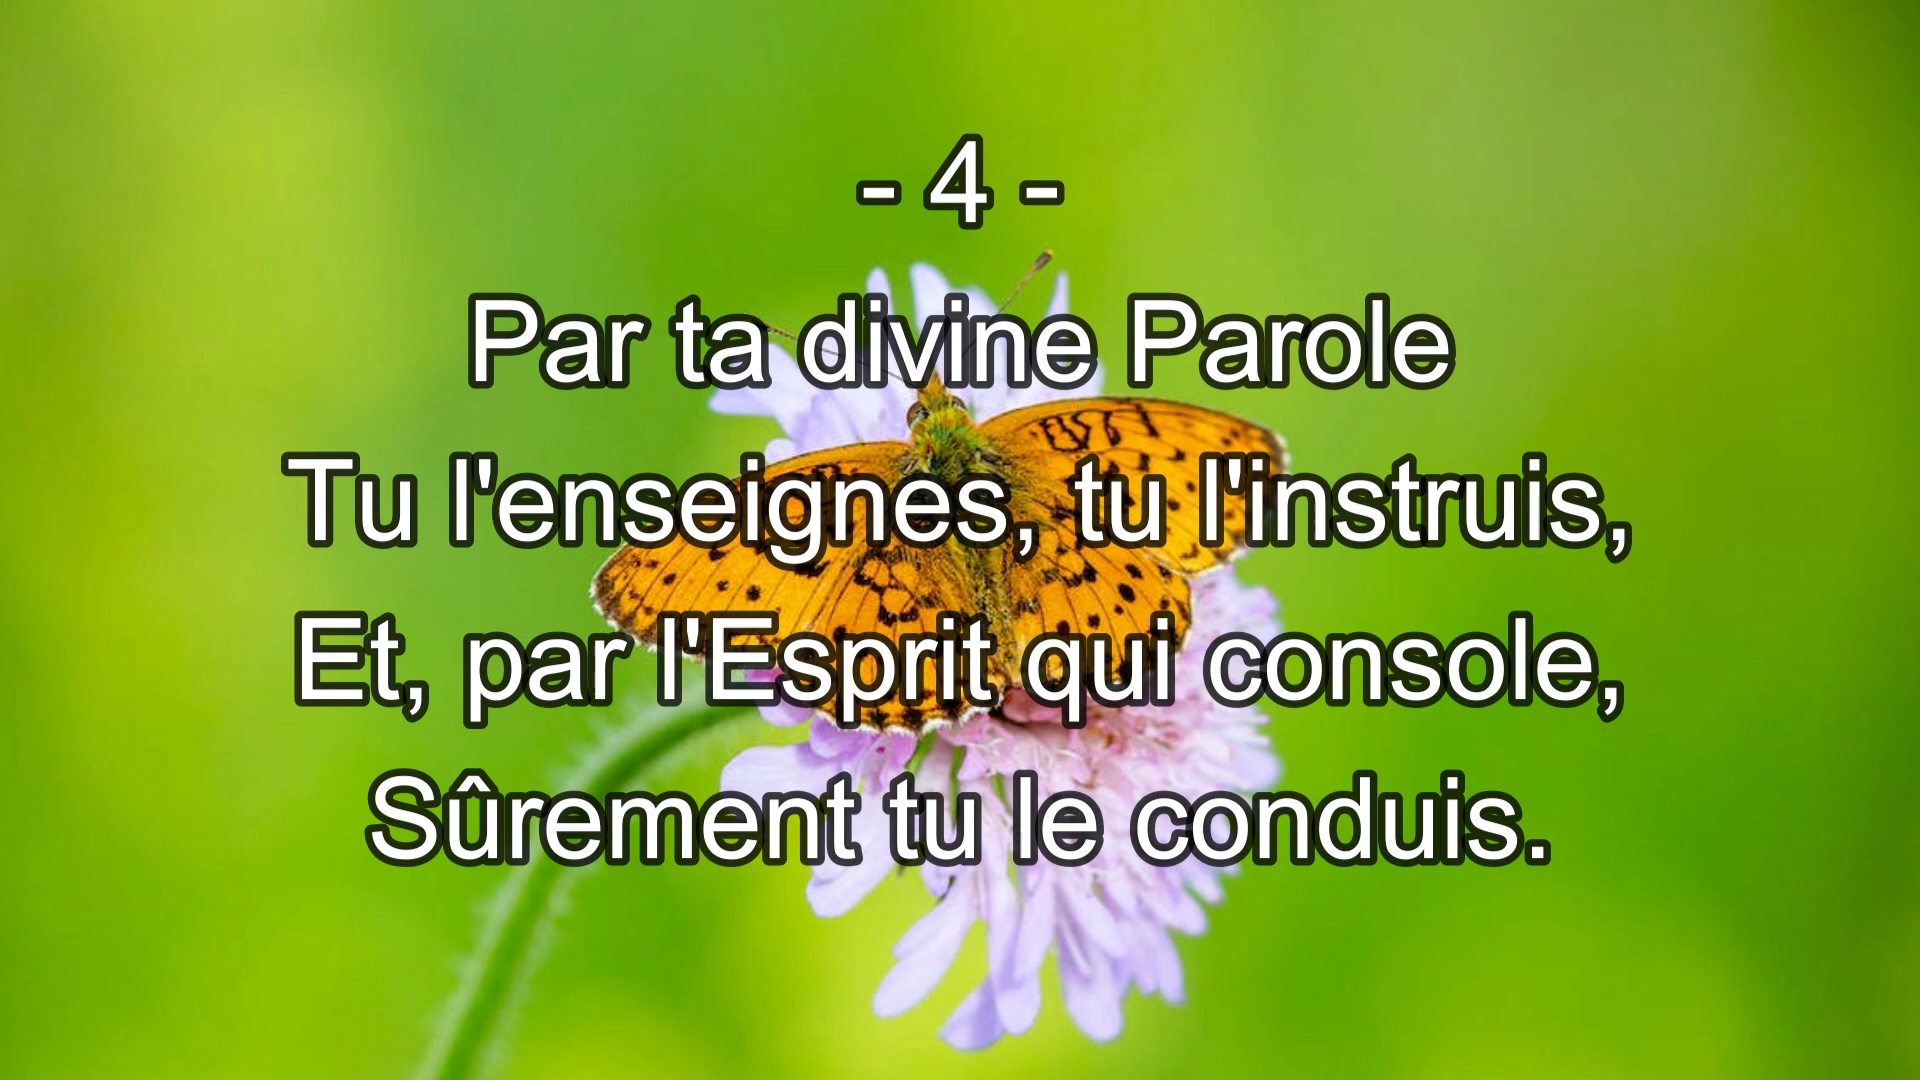 - 4 -
Par ta divine Parole
Tu l'enseignes, tu l'instruis,
Et, par l'Esprit qui console,
Sûrement tu le conduis.